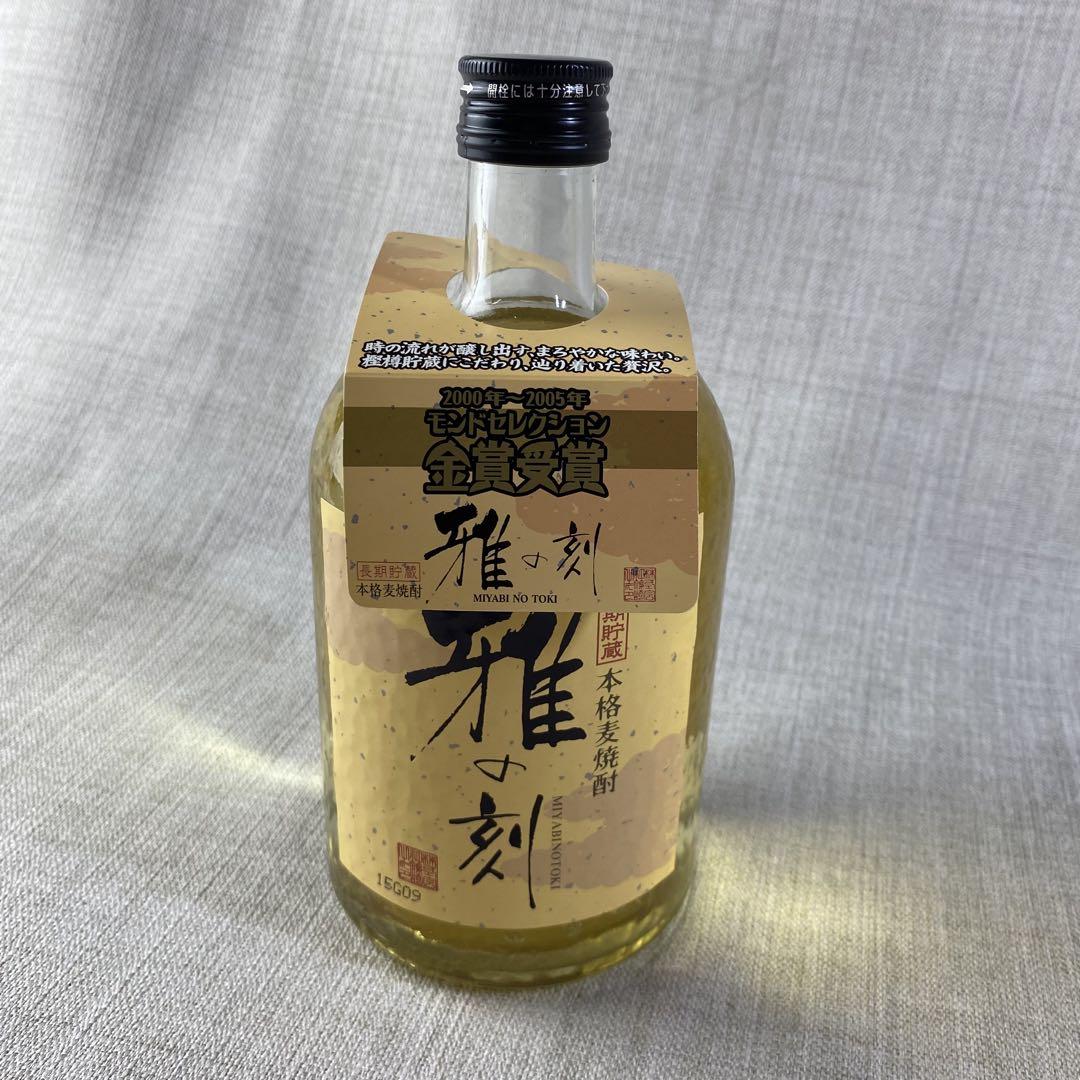 開栓には十分注意して下
時の流れが醸し出す、まろやかな味わい。
樫樽貯蔵にこだわり、辿り着いた贅沢。
2000年～2005年
モンドセレクション
金賞受賞
雅の刻
MIYABI NO TOKI
長期貯蔵
本格麦焼酎
期貯蔵
本格麦焼酎
雅の刻
MIYABINOTOKI
15G09